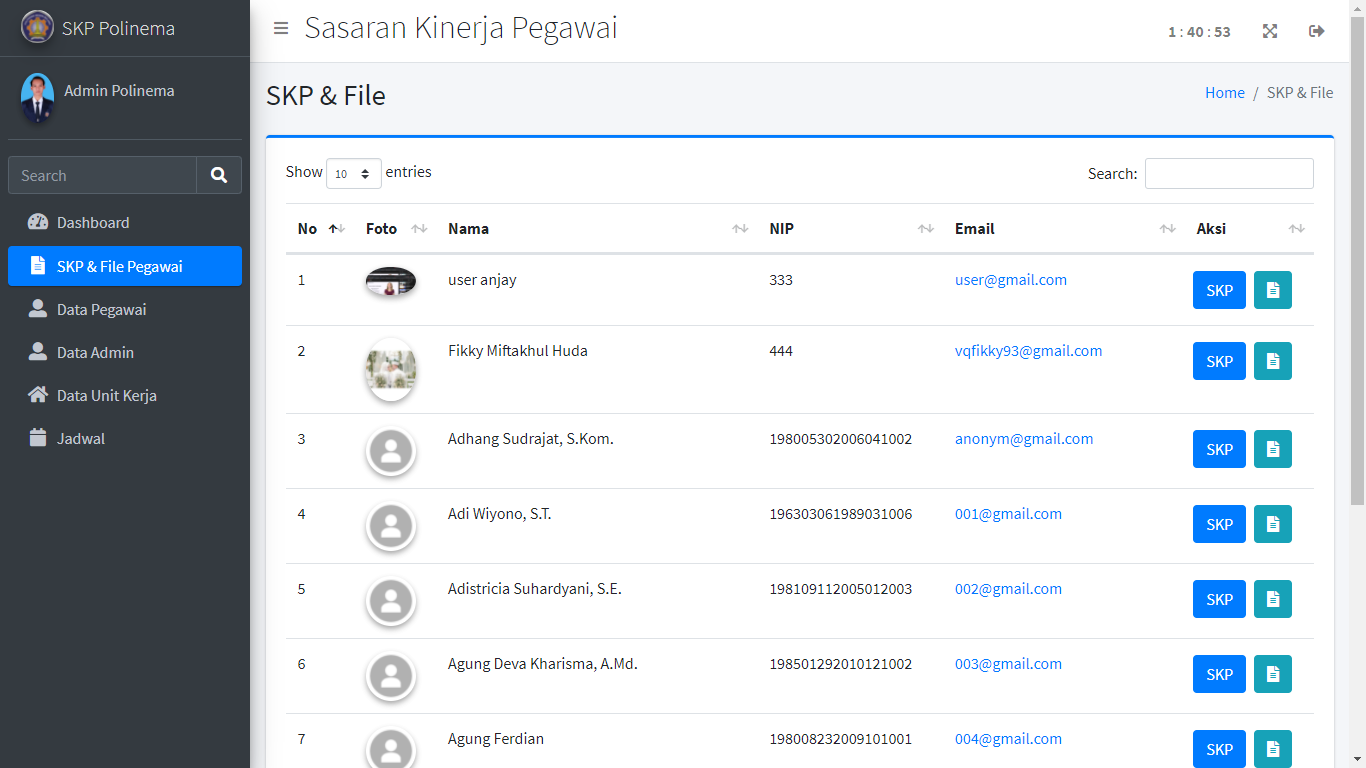 SKP Polinema
Admin Polinema
Search
Dashboard
SKP & File Pegawai
Data Pegawai
Data Admin
Data Unit Kerja
Jadwal
Sasaran Kinerja Pegawai
1 : 40 : 53
SKP & File
Home / SKP & File
Show 10 entries
Search:
No Foto Nama NIP Email Aksi
1 user anjay 333 user@gmail.com SKP
2 Fikky Miftakhul Huda 444 vqfikky93@gmail.com SKP
3 Adhang Sudrajat, S.Kom. 198005302006041002 anonym@gmail.com SKP
4 Adi Wiyono, S.T. 196303061989031006 001@gmail.com SKP
5 Adistricia Suhardyani, S.E. 198109112005012003 002@gmail.com SKP
6 Agung Deva Kharisma, A.Md. 198501292010121002 003@gmail.com SKP
7 Agung Ferdian 198008232009101001 004@gmail.com SKP